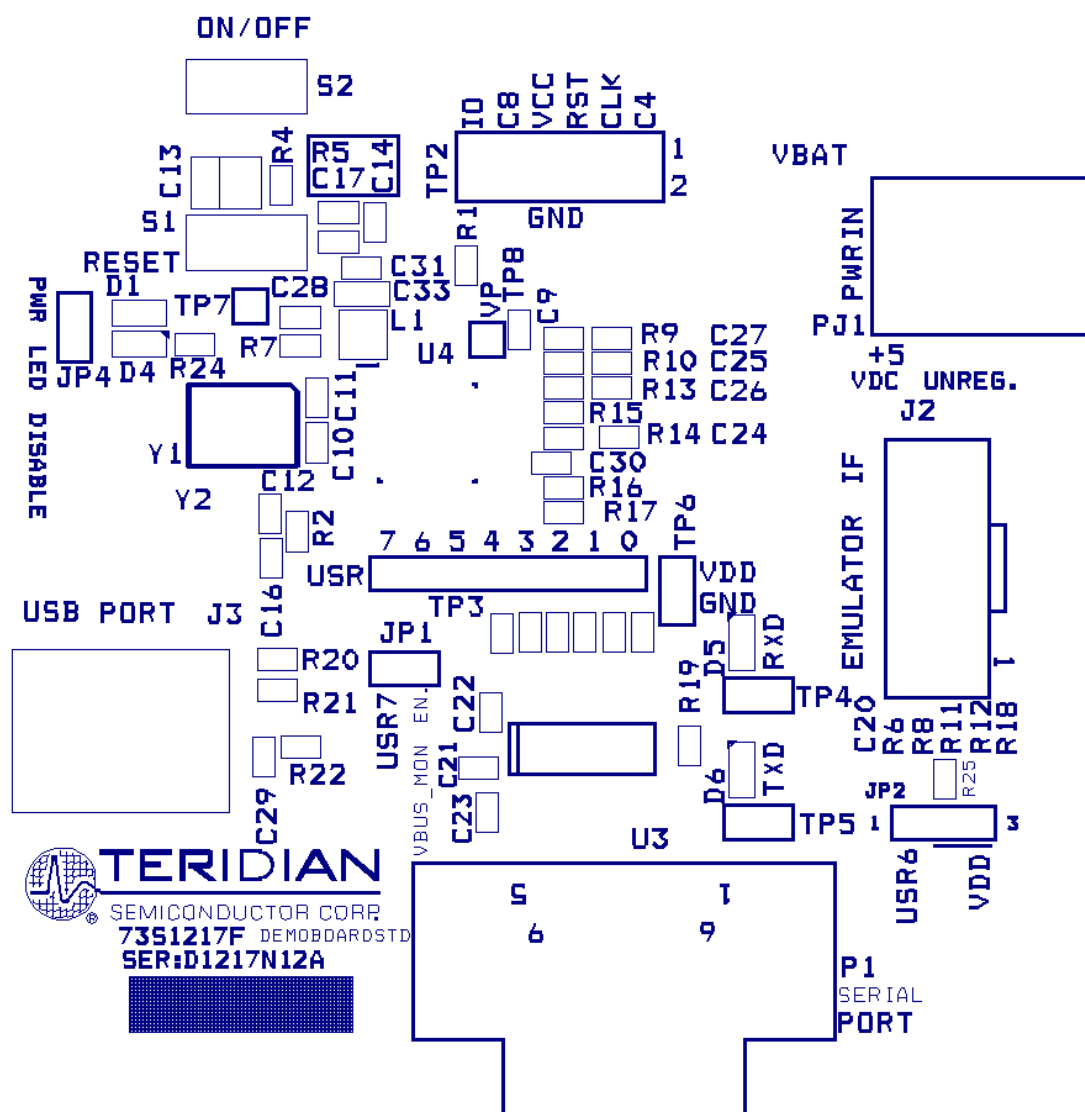 ON/OFF
S2
IO
C8
VCC
RST
CLK
C4
TP2
1
2
GND
VBAT
C13
R4
R5
C17
C14
S1
RESET
R1
PWRIN
PJ1
+5
VDC UNREG.
PWR LED DISABLE
D1
TP7
C28
C31
C33
L1
VP
TP8
C9
U4
R7
JP4
D4
R24
R9 C27
R10 C25
R13 C26
R15
R14 C24
C30
R16
R17
C11
C10
Y1
Y2
C12
R2
C16
J2
EMULATOR IF
1
7 6 5 4 3 2 1 0
USR
TP3
TP6
VDD
GND
USB PORT J3
JP1
R20
R21
R22
C29
USR7
VBUS_MON EN.
C22
C21
C23
R19
D5
RXD
TP4
D6
TXD
TP5
C20
R6
R8
R11
R12
R18
R25
JP2
1
3
USR6
VDD
U3
TERIDIAN
®
SEMICONDUCTOR CORP.
73S1217F DEMOBOARDSTD
SER:D1217N12A
5
1
9
6
P1
SERIAL
PORT